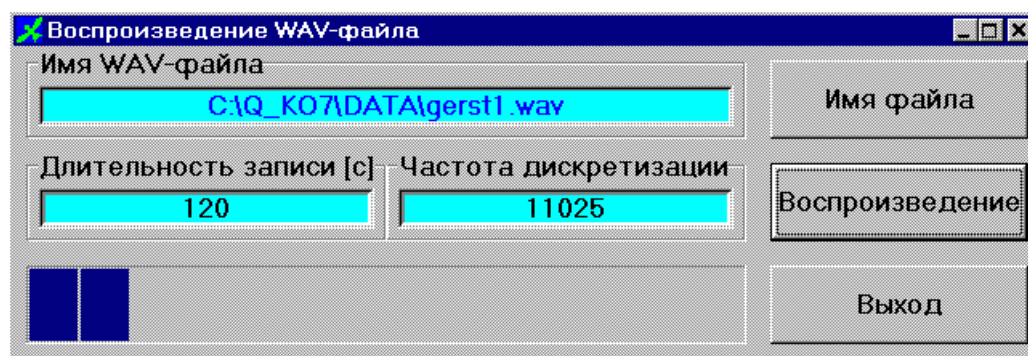 Воспроизведение WAV-файла
Имя WAV-файла
C:\Q_KO7\DATA\gerst1.wav
Имя файла
Длительность записи [с]
Частота дискретизации
120
11025
Воспроизведение
Выход